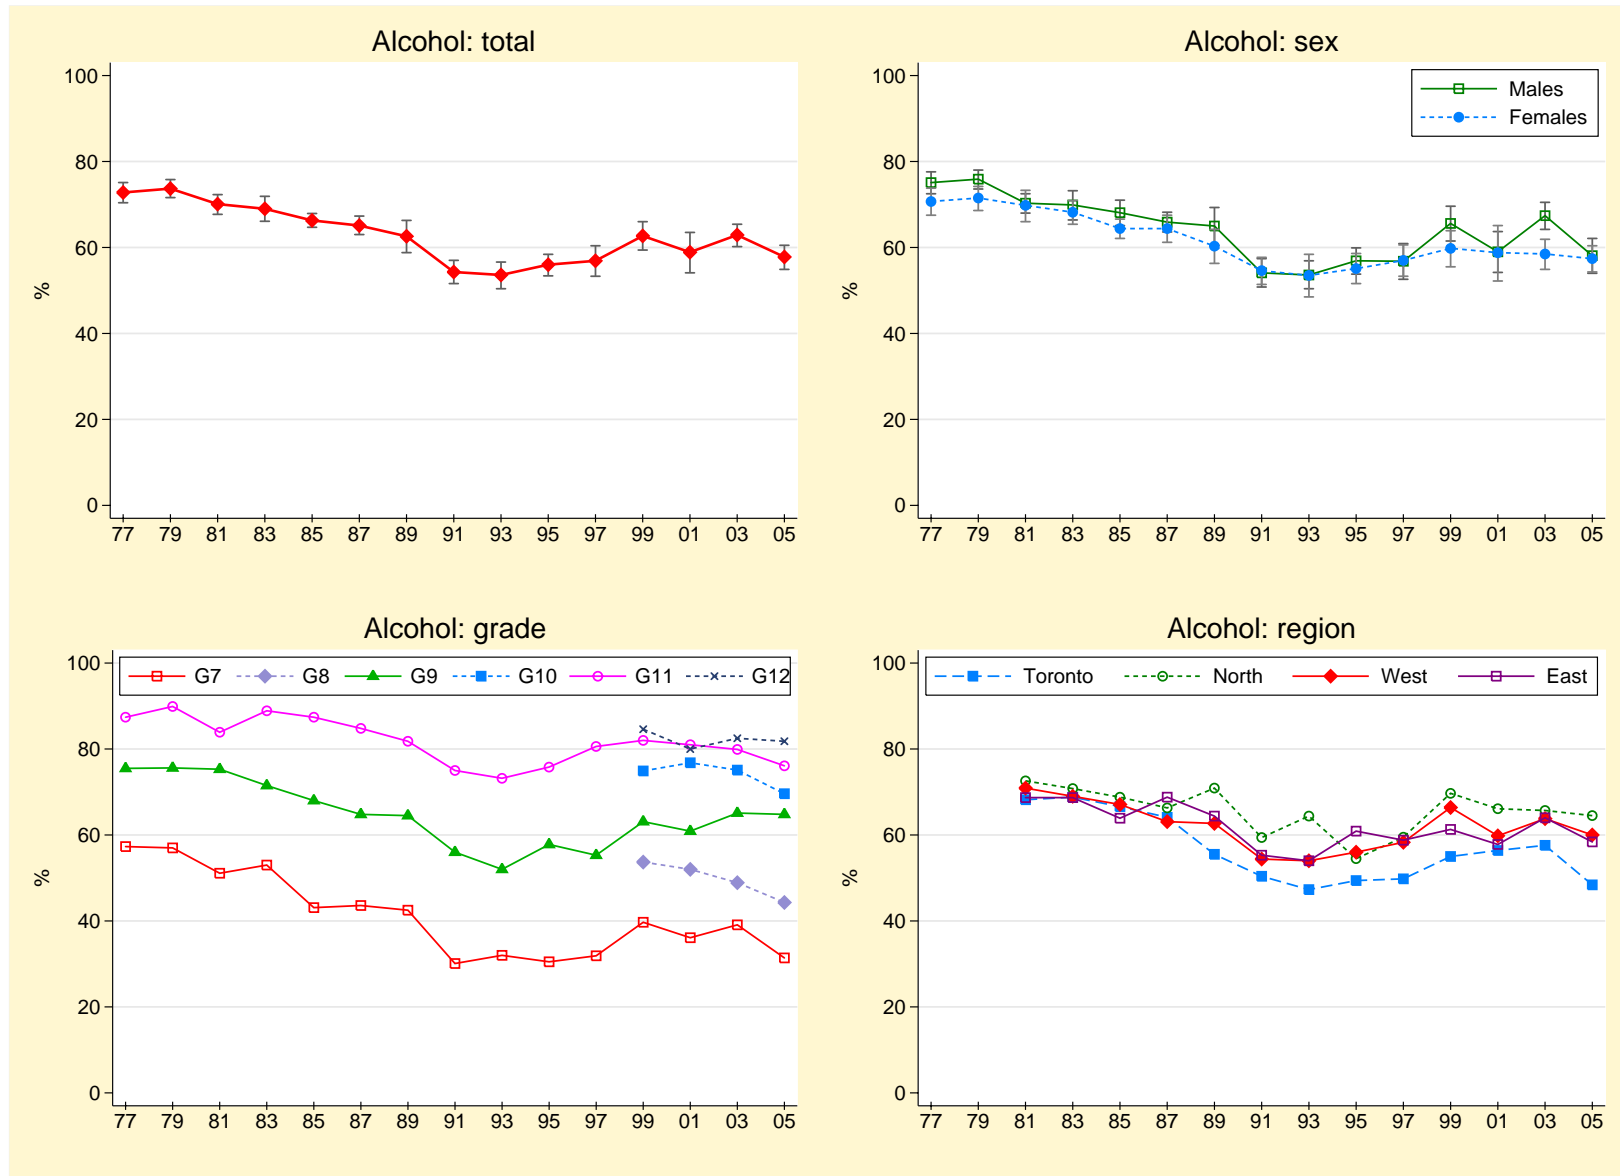 Alcohol: total
100
80
60
40
20
0
%
77 79 81 83 85 87 89 91 93 95 97 99 01 03 05
Alcohol: sex
Males
Females
100
80
60
40
20
0
%
77 79 81 83 85 87 89 91 93 95 97 99 01 03 05
Alcohol: grade
G7 G8 G9 G10 G11 G12
100
80
60
40
20
0
%
77 79 81 83 85 87 89 91 93 95 97 99 01 03 05
Alcohol: region
Toronto North West East
100
80
60
40
20
0
%
77 79 81 83 85 87 89 91 93 95 97 99 01 03 05